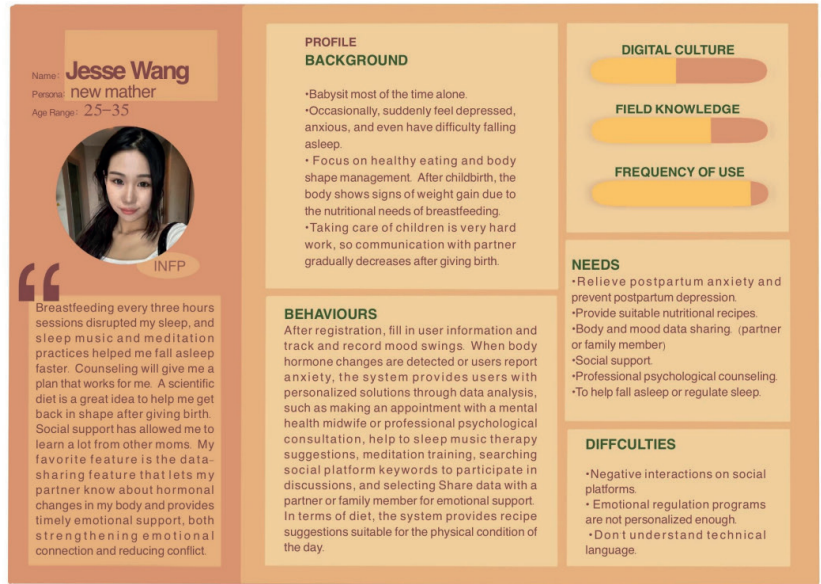 Name: Jesse Wang
Persona: new mather
Age Range: 25-35
INFP
“
Breastfeeding every three hours
sessions disrupted my sleep, and
sleep music and meditation
practices helped me fall asleep
faster. Counseling will give me a
plan that works for me. A scientific
diet is a great idea to help me get
back in shape after giving birth.
Social support has allowed me to
learn a lot from other moms. My
favorite feature is the data-
sharing feature that lets my
partner know about hormonal
changes in my body and provides
timely emotional support, both
strengthening emotional
connection and reducing conflict.
PROFILE
BACKGROUND
•Babysit most of the time alone.
•Occasionally, suddenly feel depressed,
anxious, and even have difficulty falling
asleep.
• Focus on healthy eating and body
shape management. After childbirth, the
body shows signs of weight gain due to
the nutritional needs of breastfeeding.
•Taking care of children is very hard
work, so communication with partner
gradually decreases after giving birth.
BEHAVIOURS
After registration, fill in user information and
track and record mood swings. When body
hormone changes are detected or users report
anxiety, the system provides users with
personalized solutions through data analysis,
such as making an appointment with a mental
health midwife or professional psychological
consultation, help to sleep music therapy
suggestions, meditation training, searching
social platform keywords to participate in
discussions, and selecting Share data with a
partner or family member for emotional support.
In terms of diet, the system provides recipe
suggestions suitable for the physical condition of
the day.
DIGITAL CULTURE
FIELD KNOWLEDGE
FREQUENCY OF USE
NEEDS
•Relieve postpartum anxiety and
prevent postpartum depression.
•Provide suitable nutritional recipes.
•Body and mood data sharing. (partner
or family member)
•Social support.
•Professional psychological counseling.
•To help fall asleep or regulate sleep.
DIFFCULTIES
•Negative interactions on social
platforms.
• Emotional regulation programs
are not personalized enough.
•Don t understand technical
language.